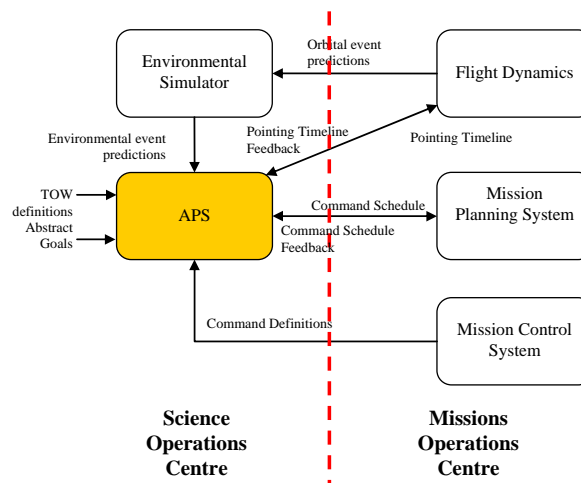 Orbital event
predictions
Environmental
Simulator
Flight Dynamics
Environmental event
predictions
Pointing Timeline
Feedback
Pointing Timeline
TOW
definitions
Abstract
Goals
APS
Command Schedule
Command Schedule
Feedback
Mission
Planning System
Command Definitions
Mission Control
System
Science
Operations
Centre
Missions
Operations
Centre